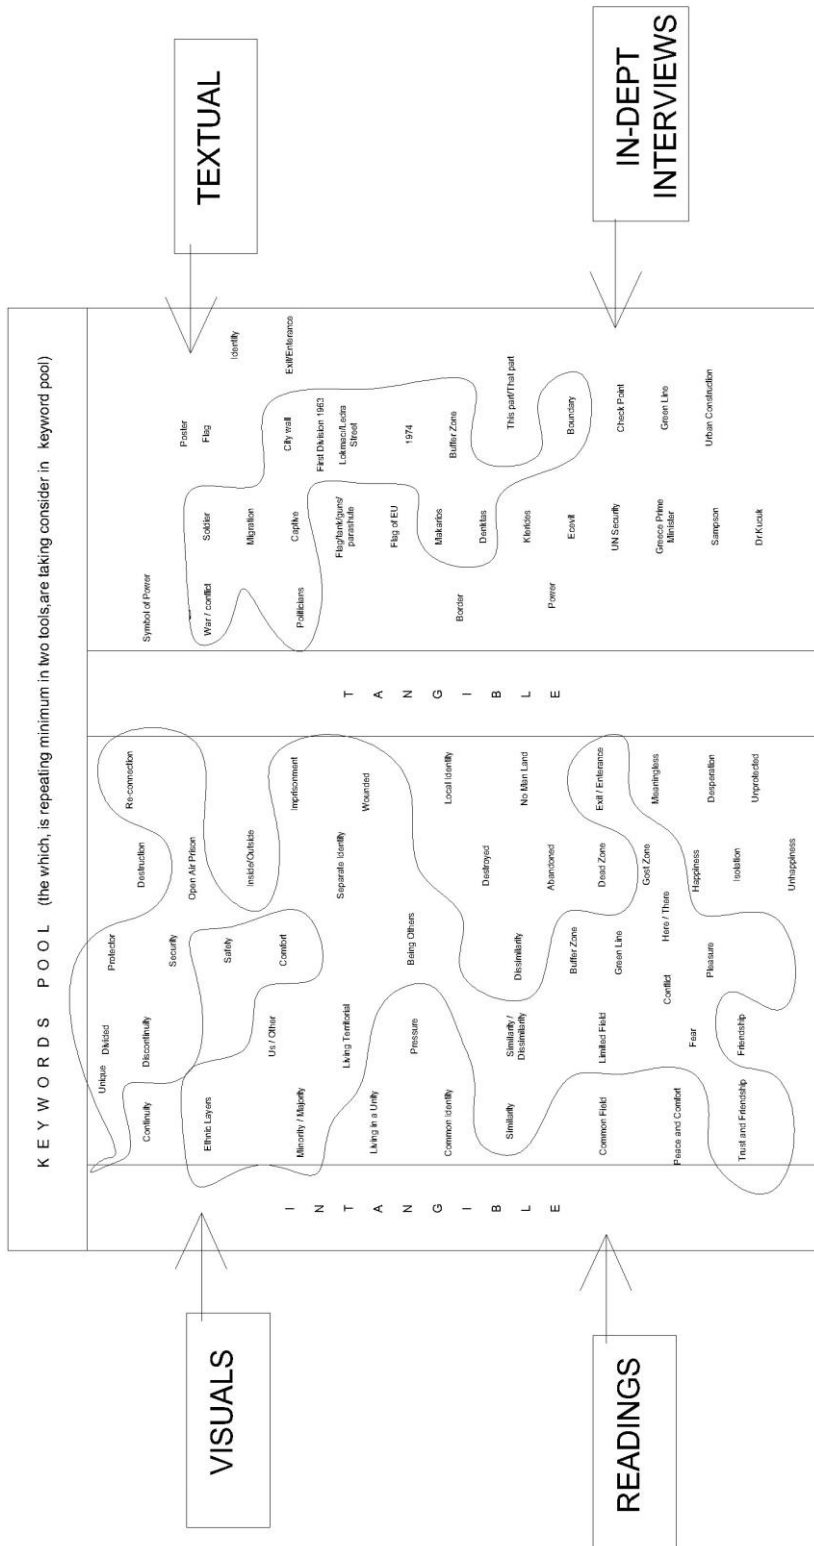 KEYWORDS POOL (the which, is repeating minimum in two tools,are taking consider in keyword pool)
VISUALS
READINGS
TEXTUAL
IN-DEPT
INTERVIEWS
INTANGIBLE
Unique
Divided
Protector
Destruction
Re-connection
Continuity
Discontinuity
Security
Open Air Prison
Ethnic Layers
Safety
Inside/Outside
Us / Other
Comfort
Imprisonment
Minority / Majority
Living Territorial
Separate Identity
Wounded
Living in a Unity
Pressure
Being Others
Common Identity
Local Identity
Similarity
Similarity /
Dissimilarity
Dissimilarity
Destroyed
No Man Land
Abandoned
Buffer Zone
Common Field
Limited Field
Green Line
Dead Zone
Exit / Enterance
Gost Zone
Meaningless
Peace and Comfort
Fear
Conflict
Here / There
Happiness
Pleasure
Desperation
Trust and Friendship
Friendship
Isolation
Unprotected
Unhappiness
TANGIBLE
Symbol of Power
Poster
Flag
War / conflict
Soldier
Identity
Migration
City wall
Exit/Enterance
Politicians
Captive
First Division 1963
Flag/tank/guns/
parashute
Lokmaci/Ledra
Street
Flag of EU
1974
Makarios
Buffer Zone
Border
Denktas
This part/That part
Klerides
Power
Ecevit
Boundary
UN Security
Check Point
Greece Prime
Minister
Green Line
Sampson
Urban Construction
Dr.Kucuk